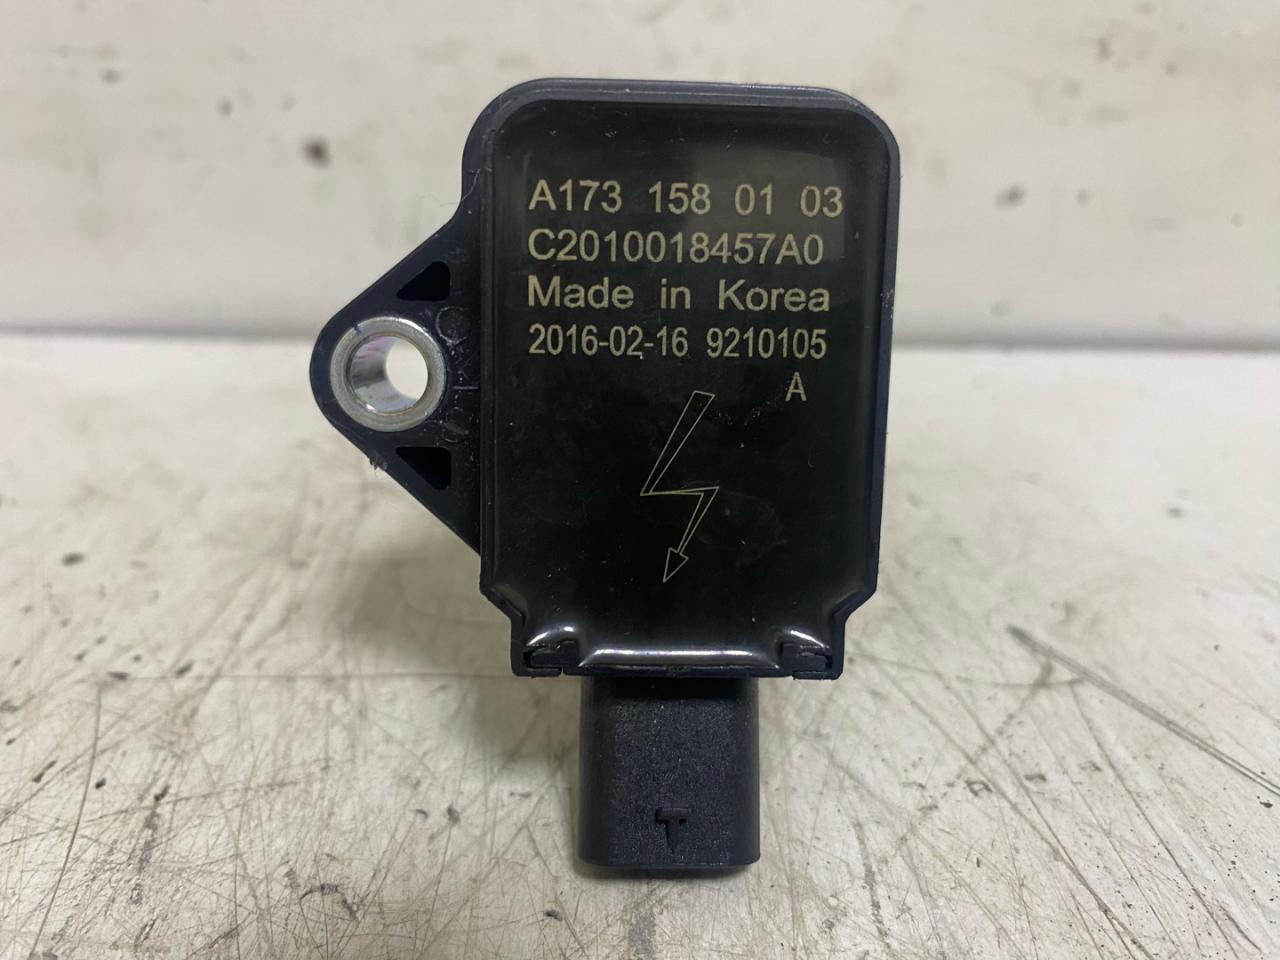 A173 158 01 03
C2010018457A0
Made in Korea
2016-02-16 9210105
A
T